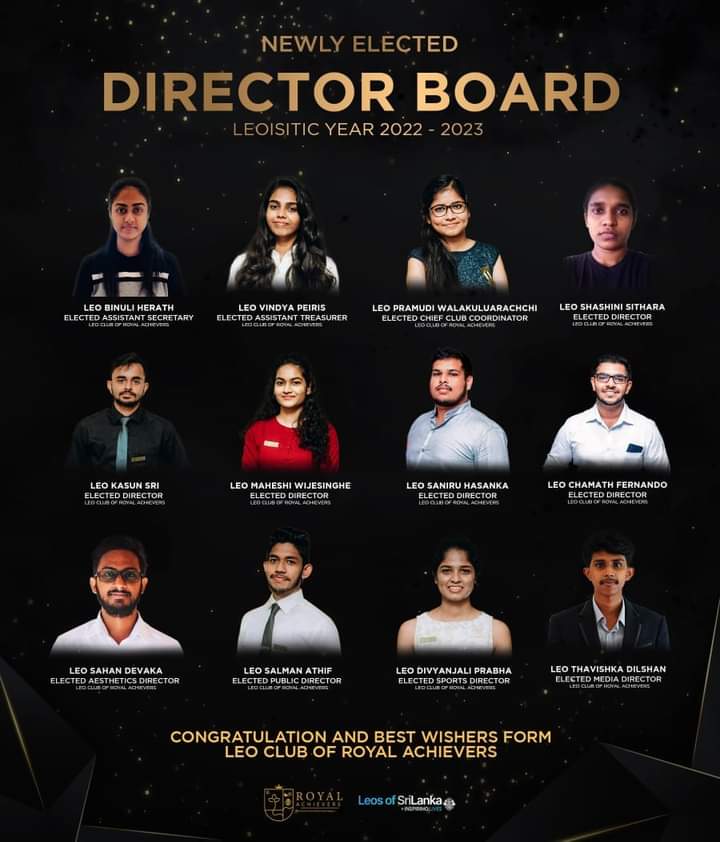 NEWLY ELECTED
DIRECTOR BOARD
LEOISITIC YEAR 2022 - 2023
LEO BINULI HERATH
ELECTED ASSISTANT SECRETARY
LEO CLUB OF ROYAL ACHIEVERS
LEO VINDYA PEIRIS
ELECTED ASSISTANT TREASURER
LEO CLUB OF ROYAL ACHIEVERS
LEO PRAMUDI WALAKULUARACHCHI
ELECTED CHIEF CLUB COORDINATOR
LEO CLUB OF ROYAL ACHIEVERS
LEO SHASHINI SITHARA
ELECTED DIRECTOR
LEO CLUB OF ROYAL ACHIEVERS
LEO KASUN SRI
ELECTED DIRECTOR
LEO CLUB OF ROYAL ACHIEVERS
LEO MAHESHI WIJESINGHE
ELECTED DIRECTOR
LEO CLUB OF ROYAL ACHIEVERS
LEO SANIRU HASANKA
ELECTED DIRECTOR
LEO CLUB OF ROYAL ACHIEVERS
LEO CHAMATH FERNANDO
ELECTED DIRECTOR
LEO CLUB OF ROYAL ACHIEVERS
LEO SAHAN DEVAKA
ELECTED AESTHETICS DIRECTOR
LEO CLUB OF ROYAL ACHIEVERS
LEO SALMAN ATHIF
ELECTED PUBLIC DIRECTOR
LEO CLUB OF ROYAL ACHIEVERS
LEO DIVYANJALI PRABHA
ELECTED SPORTS DIRECTOR
LEO CLUB OF ROYAL ACHIEVERS
LEO THAVISHKA DILSHAN
ELECTED MEDIA DIRECTOR
LEO CLUB OF ROYAL ACHIEVERS
CONGRATULATION AND BEST WISHERS FORM
LEO CLUB OF ROYAL ACHIEVERS
ROYAL
ACHIEVERS
Leos of SriLanka
INSPIRING LIVES